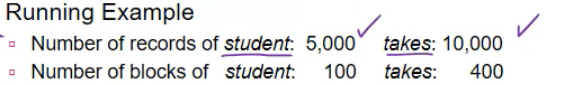 Running Example
▫ Number of records of student: 5,000 takes: 10,000
▫ Number of blocks of student: 100 takes: 400